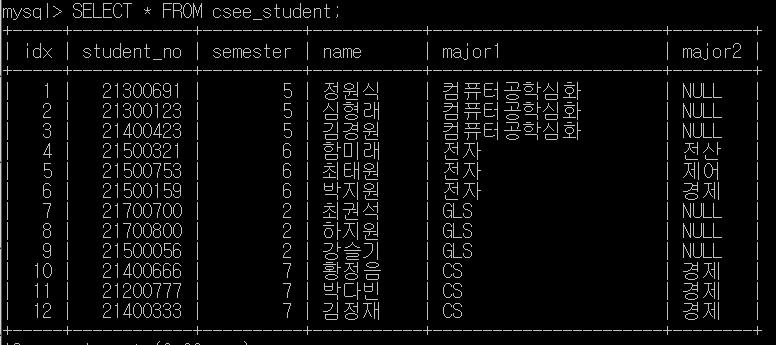 mysql> SELECT * FROM csee_student;
| idx | student_no | semester | name | major1 | major2 |
| 1 | 21300691 | 5 | 정원식 | 컴퓨터공학심화 | NULL |
| 2 | 21300123 | 5 | 심형래 | 컴퓨터공학심화 | NULL |
| 3 | 21400423 | 5 | 김경원 | 컴퓨터공학심화 | NULL |
| 4 | 21500321 | 6 | 함미래 | 전자 | 전산 |
| 5 | 21500753 | 6 | 최태원 | 전자 | 제어 |
| 6 | 21500159 | 6 | 박지원 | 전자 | 경제 |
| 7 | 21700700 | 2 | 최권석 | GLS | NULL |
| 8 | 21700800 | 2 | 하지원 | GLS | NULL |
| 9 | 21500056 | 2 | 강슬기 | GLS | NULL |
| 10 | 21400666 | 7 | 황정음 | CS | 경제 |
| 11 | 21200777 | 7 | 박다빈 | CS | 경제 |
| 12 | 21400333 | 7 | 김정재 | CS | 경제 |